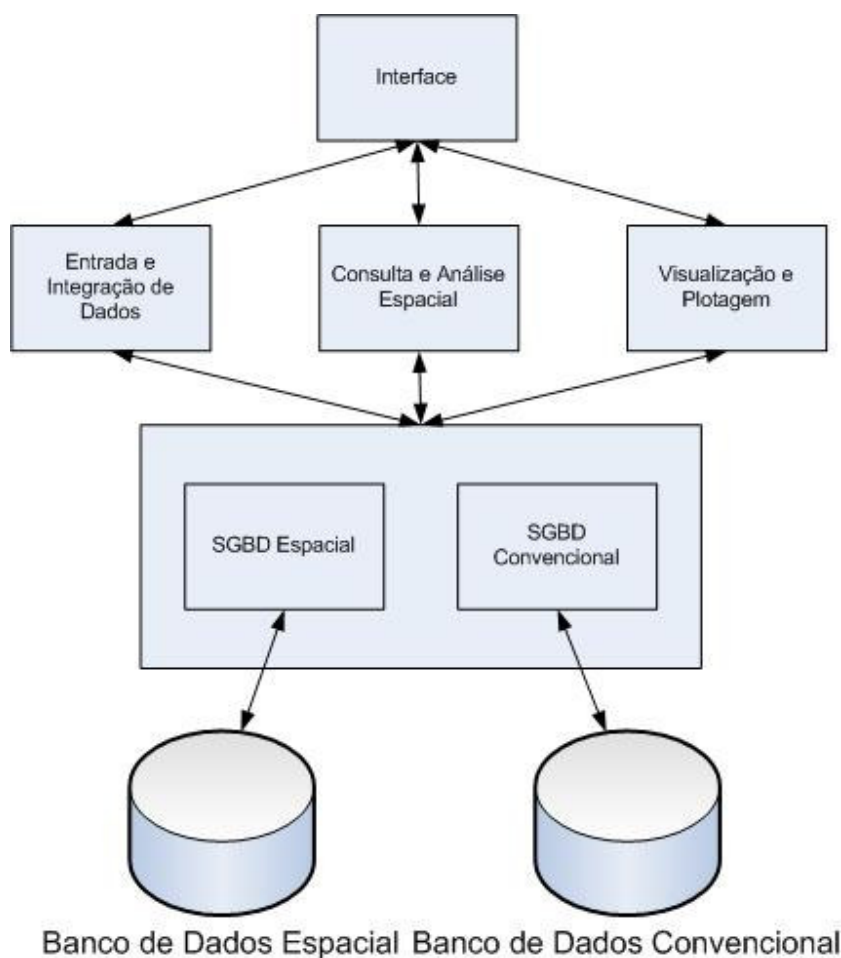 Interface
Entrada e
Integração de
Dados
Consulta e Análise
Espacial
Visualização e
Plotagem
SGBD Espacial
SGBD
Convencional
Banco de Dados Espacial
Banco de Dados Convencional